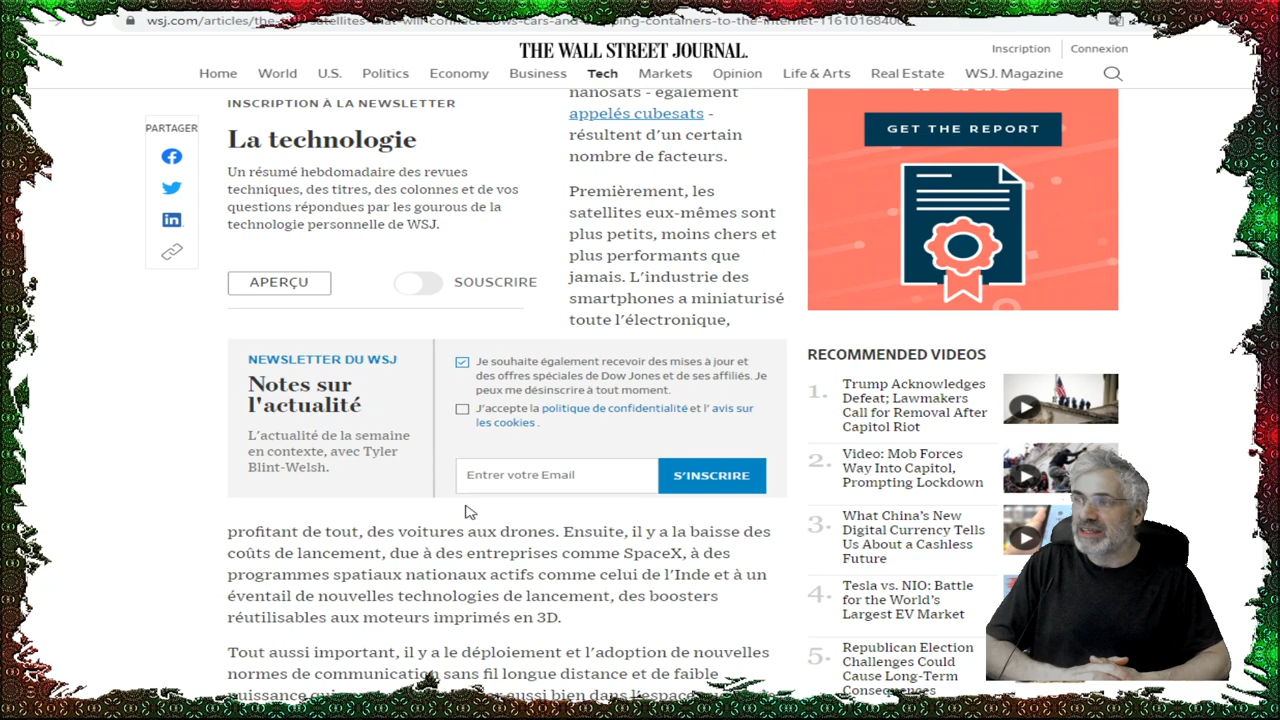 wsj.com/articles/the-
THE WALL STREET JOURNAL.
Inscription
Connexion
Home World U.S. Politics Economy Business Tech Markets Opinion Life & Arts Real Estate WSJ. Magazine
PARTAGER
INSCRIPTION À LA NEWSLETTER
La technologie
Un résumé hebdomadaire des revues
techniques, des titres, des colonnes et de vos
questions répondues par les gourous de la
technologie personnelle de WSJ.
APERÇU
SOUSCRIRE
nanosats - également
appelés cubesats -
résultent d'un certain
nombre de facteurs.
Premièrement, les
satellites eux-mêmes sont
plus petits, moins chers et
plus performants que
jamais. L'industrie des
smartphones a miniaturisé
toute l'électronique,
NEWSLETTER DU WSJ
Notes sur
l'actualité
L'actualité de la semaine
en contexte, avec Tyler
Blint-Welsh.
Je souhaite également recevoir des mises à jour et
des offres spéciales de Dow Jones et de ses affiliés. Je
peux me désinscrire à tout moment.
J'accepte la politique de confidentialité et l' avis sur
les cookies .
Entrer votre Email
S'INSCRIRE
profitant de tout, des voitures aux drones. Ensuite, il y a la baisse des
coûts de lancement, due à des entreprises comme SpaceX, à des
programmes spatiaux nationaux actifs comme celui de l'Inde et à un
éventail de nouvelles technologies de lancement, des boosters
réutilisables aux moteurs imprimés en 3D.
Tout aussi important, il y a le déploiement et l'adoption de nouvelles
normes de communication sans fil longue distance et de faible
aussi bien dans l'espace
GET THE REPORT
RECOMMENDED VIDEOS
1. Trump Acknowledges
Defeat; Lawmakers
Call for Removal After
Capitol Riot
2. Video: Mob Forces
Way Into Capitol,
Prompting Lockdown
3. What China's New
Digital Currency Tells
Us About a Cashless
Future
4. Tesla vs. NIO: Battle
for the World's
Largest EV Market
5. Republican Election
Challenges Could
Cause Long-Term
Consequences